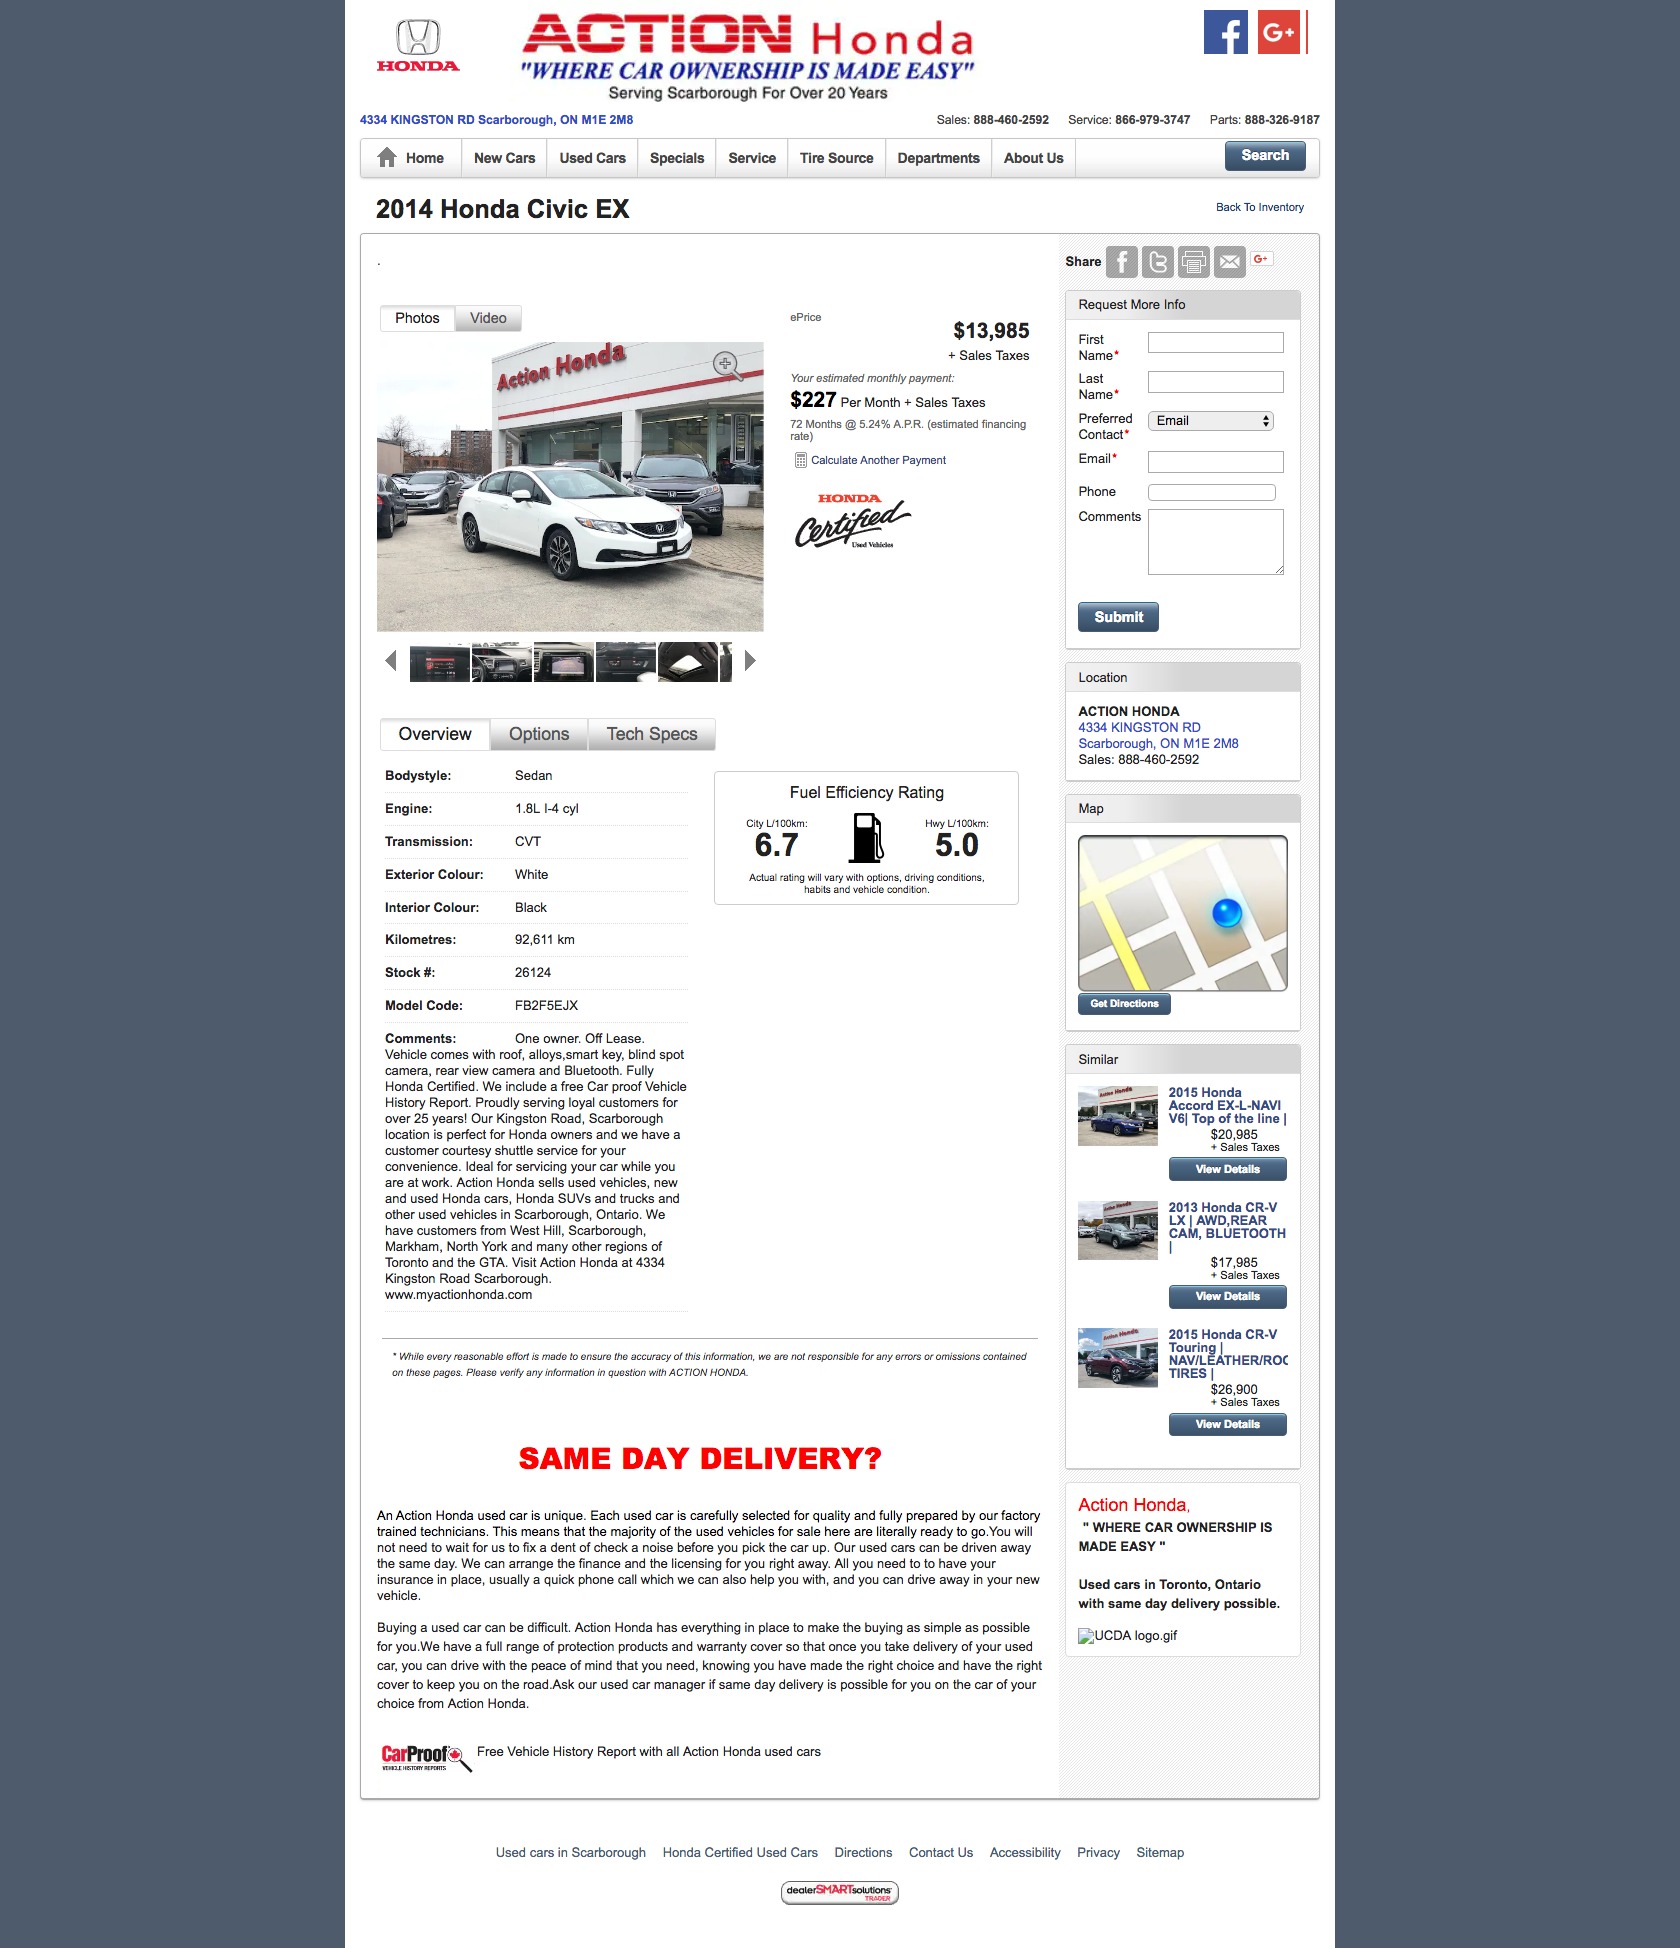 HONDA
ACTION Honda
"WHERE CAR OWNERSHIP IS MADE EASY"
Serving Scarborough For Over 20 Years
f
G+
4334 KINGSTON RD Scarborough, ON M1E 2M8
Sales: 888-460-2592 Service: 866-979-3747 Parts: 888-326-9187
Home New Cars Used Cars Specials Service Tire Source Departments About Us
Search
2014 Honda Civic EX
Back To Inventory
.
Photos Video
Action Honda
ePrice
$13,985
+ Sales Taxes
Your estimated monthly payment:
$227 Per Month + Sales Taxes
72 Months @ 5.24% A.P.R. (estimated financing
rate)
Calculate Another Payment
HONDA
Certified
Used Vehicles
Overview Options Tech Specs
Bodystyle: Sedan
Engine: 1.8L I-4 cyl
Transmission: CVT
Exterior Colour: White
Interior Colour: Black
Kilometres: 92,611 km
Stock #: 26124
Model Code: FB2F5EJX
Comments: One owner. Off Lease.
Vehicle comes with roof, alloys,smart key, blind spot
camera, rear view camera and Bluetooth. Fully
Honda Certified. We include a free Car proof Vehicle
History Report. Proudly serving loyal customers for
over 25 years! Our Kingston Road, Scarborough
location is perfect for Honda owners and we have a
customer courtesy shuttle service for your
convenience. Ideal for servicing your car while you
are at work. Action Honda sells used vehicles, new
and used Honda cars, Honda SUVs and trucks and
other used vehicles in Scarborough, Ontario. We
have customers from West Hill, Scarborough,
Markham, North York and many other regions of
Toronto and the GTA. Visit Action Honda at 4334
Kingston Road Scarborough.
www.myactionhonda.com
Fuel Efficiency Rating
City L/100km: Hwy L/100km:
6.7 5.0
Actual rating will vary with options, driving conditions,
habits and vehicle condition.
* While every reasonable effort is made to ensure the accuracy of this information, we are not responsible for any errors or omissions contained
on these pages. Please verify any information in question with ACTION HONDA.
SAME DAY DELIVERY?
An Action Honda used car is unique. Each used car is carefully selected for quality and fully prepared by our factory
trained technicians. This means that the majority of the used vehicles for sale here are literally ready to go.You will
not need to wait for us to fix a dent of check a noise before you pick the car up. Our used cars can be driven away
the same day. We can arrange the finance and the licensing for you right away. All you need to to have your
insurance in place, usually a quick phone call which we can also help you with, and you can drive away in your new
vehicle.
Buying a used car can be difficult. Action Honda has everything in place to make the buying as simple as possible
for you.We have a full range of protection products and warranty cover so that once you take delivery of your used
car, you can drive with the peace of mind that you need, knowing you have made the right choice and have the right
cover to keep you on the road.Ask our used car manager if same day delivery is possible for you on the car of your
choice from Action Honda.
CarProof
VEHICLE HISTORY REPORTS
Free Vehicle History Report with all Action Honda used cars
Share
G+
Request More Info
First
Name*
Last
Name*
Preferred
Contact*
Email
Email*
Phone
Comments
Submit
Location
ACTION HONDA
4334 KINGSTON RD
Scarborough, ON M1E 2M8
Sales: 888-460-2592
Map
Get Directions
Similar
2015 Honda
Accord EX-L-NAVI
V6| Top of the line |
$20,985
+ Sales Taxes
View Details
2013 Honda CR-V
LX | AWD,REAR
CAM, BLUETOOTH
|
$17,985
+ Sales Taxes
View Details
2015 Honda CR-V
Touring |
NAV/LEATHER/ROO
TIRES |
$26,900
+ Sales Taxes
View Details
Action Honda,
" WHERE CAR OWNERSHIP IS
MADE EASY "
Used cars in Toronto, Ontario
with same day delivery possible.
UCDA logo.gif
Used cars in Scarborough Honda Certified Used Cars Directions Contact Us Accessibility Privacy Sitemap
dealerSMARTsolutions
TRADER